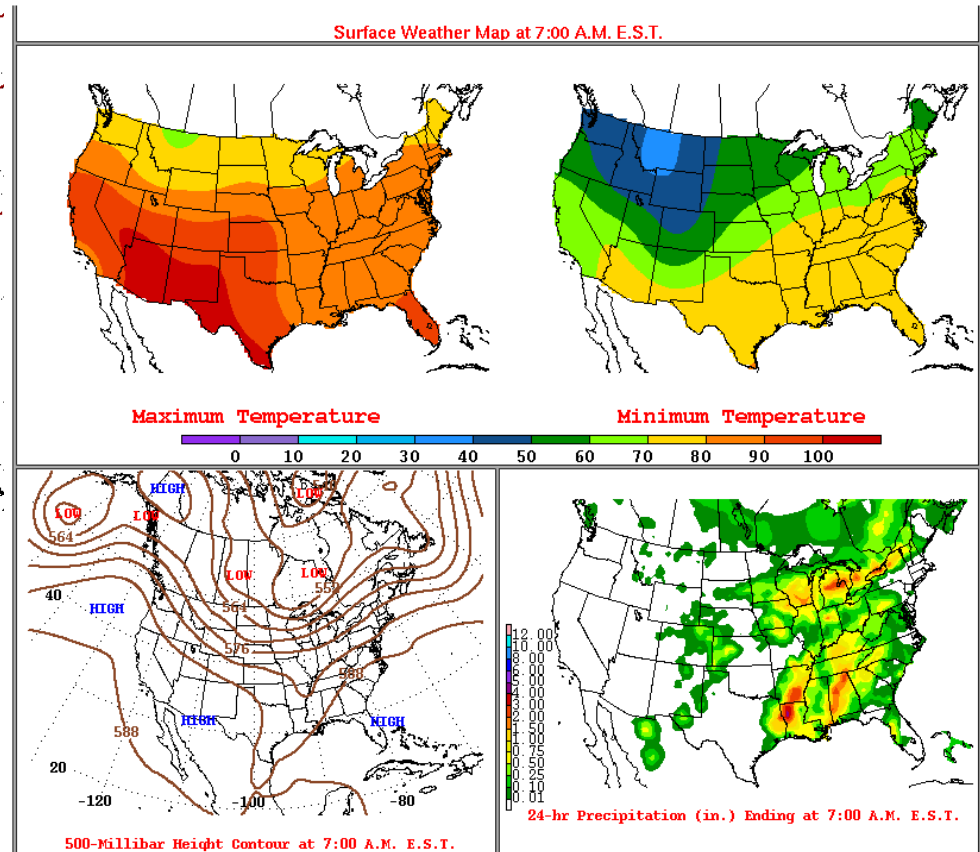 Surface Weather Map at 7:00 A.M. E.S.T.
Maximum Temperature
Minimum Temperature
0 10 20 30 40 50 60 70 80 90 100
HIGH
LOW
LOW
LOW
564
LOW
LOW
552
40
HIGH
564
576
588
HIGH
HIGH
588
20
-120
-100
-80
500-Millibar Height Contour at 7:00 A.M. E.S.T.
12.00
10.00
8.00
6.00
5.00
4.00
3.00
2.00
1.50
1.00
0.75
0.50
0.25
0.10
0.01
24-hr Precipitation (in.) Ending at 7:00 A.M. E.S.T.